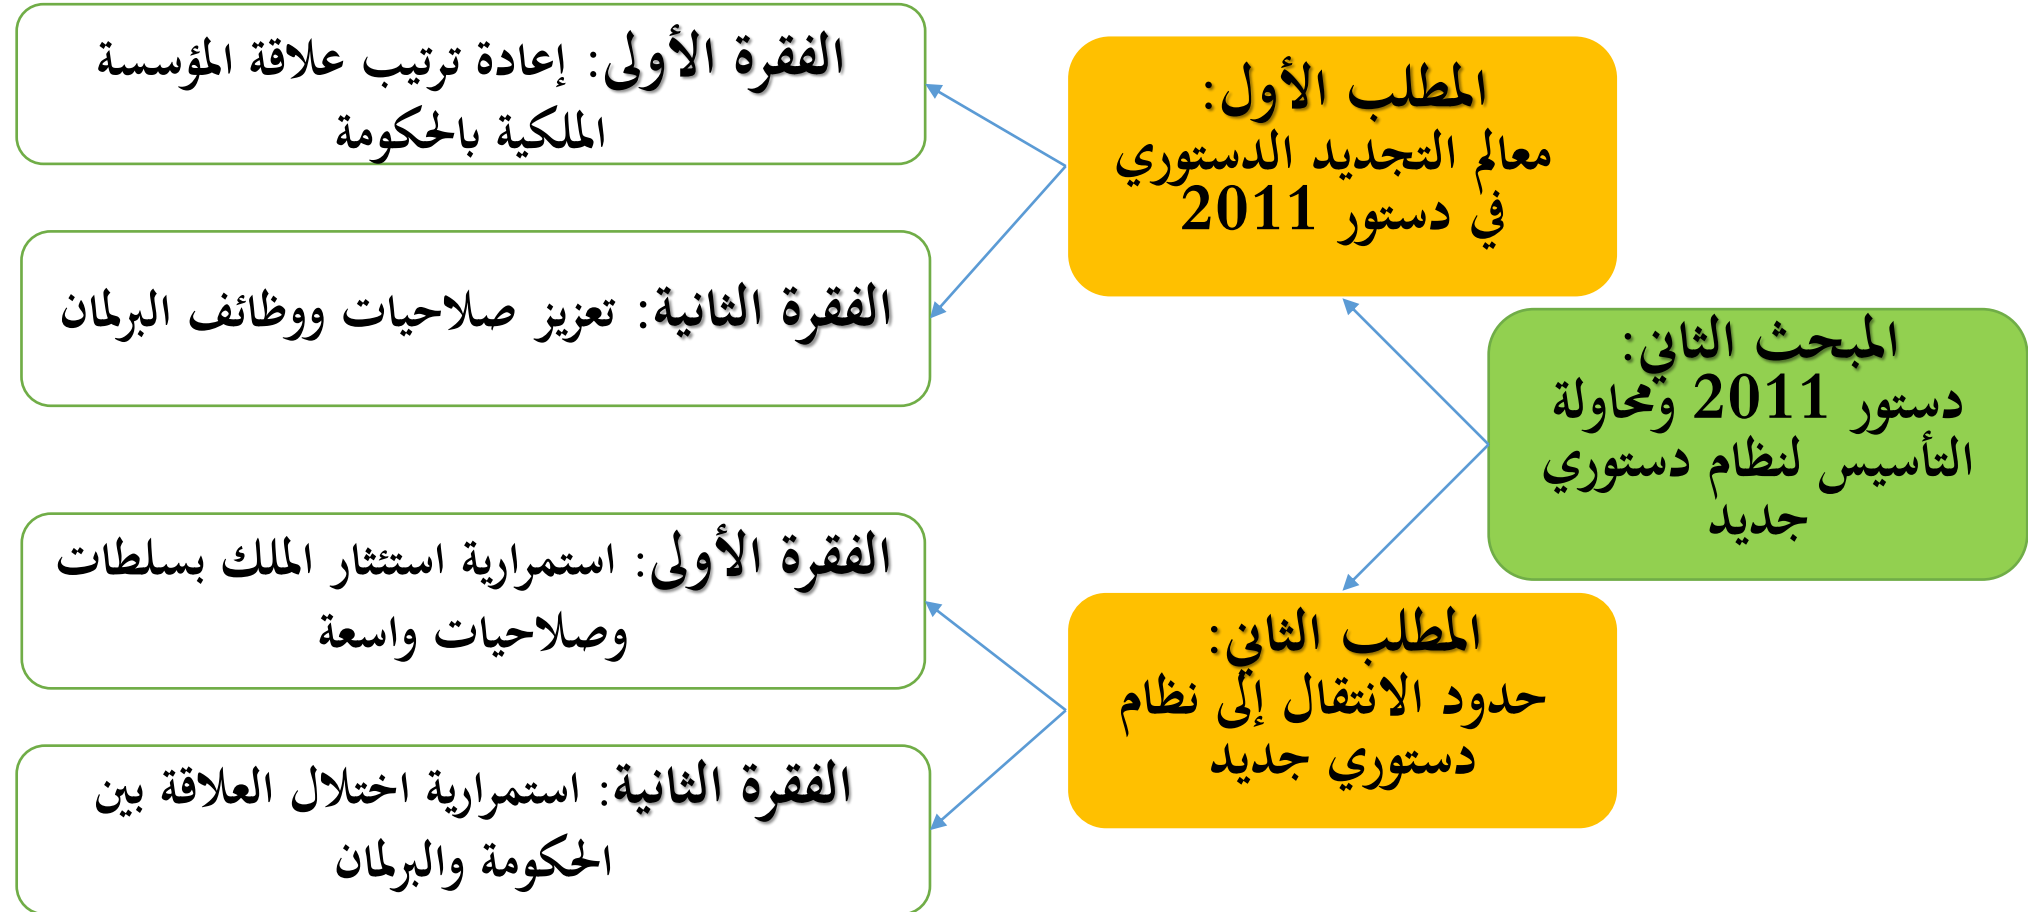 المبحث الثاني:
دستور 2011 ومحاولة
التأسيس لنظام دستوري
جديد
المطلب الأول:
معالم التجديد الدستوري
في دستور 2011
الفقرة الأولى: إعادة ترتيب علاقة المؤسسة
الملكية بالحكومة
الفقرة الثانية: تعزيز صلاحيات ووظائف البرلمان
المطلب الثاني:
حدود الانتقال إلى نظام
دستوري جديد
الفقرة الأولى: استمرارية استئثار الملك بسلطات
وصلاحيات واسعة
الفقرة الثانية: استمرارية اختلال العلاقة بين
الحكومة والبرلمان